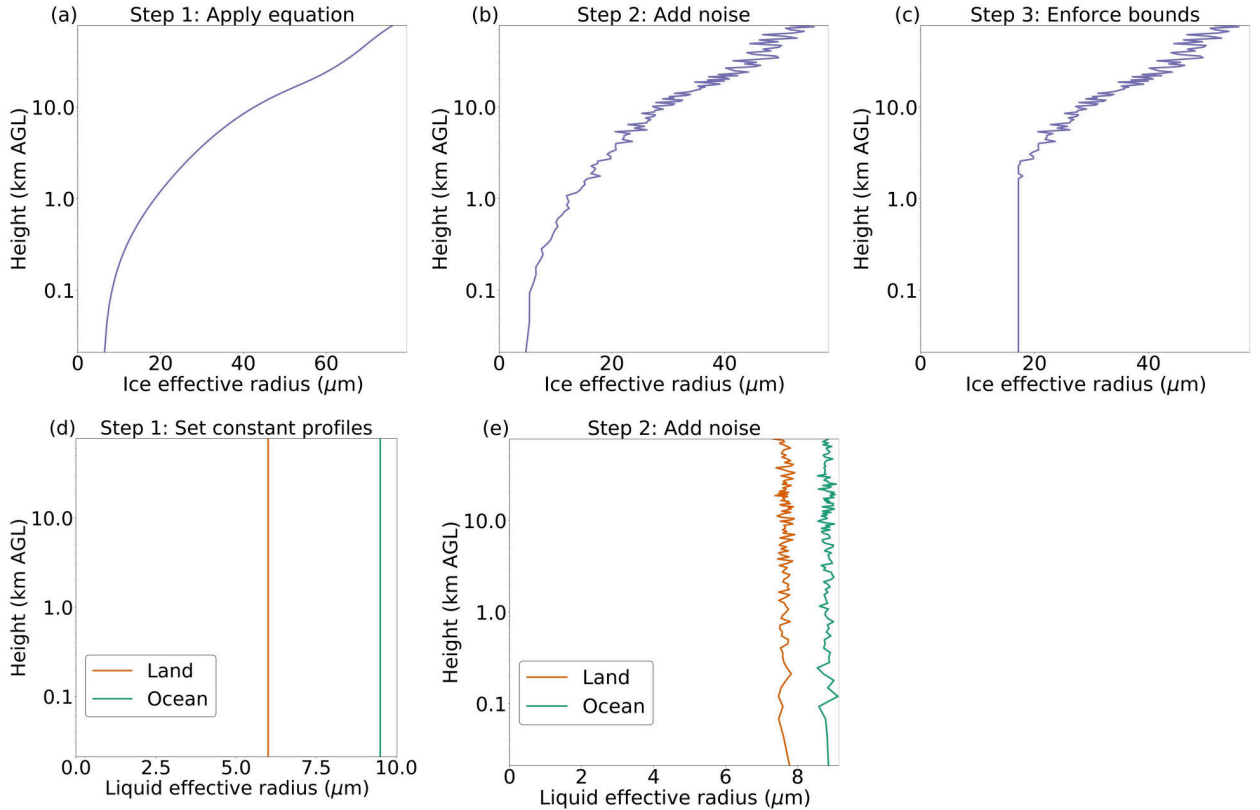 (a) Step 1: Apply equation
(b) Step 2: Add noise
(c) Step 3: Enforce bounds
Height (km AGL)
10.0
1.0
0.1
0 20 40 60
Ice effective radius (μm)
Height (km AGL)
10.0
1.0
0.1
0 20 40
Ice effective radius (μm)
Height (km AGL)
10.0
1.0
0.1
0 20 40
Ice effective radius (μm)
(d) Step 1: Set constant profiles
(e) Step 2: Add noise
Height (km AGL)
10.0
1.0
0.1
Land
Ocean
0.0 2.5 5.0 7.5 10.0
Liquid effective radius (μm)
Height (km AGL)
10.0
1.0
0.1
Land
Ocean
0 2 4 6 8
Liquid effective radius (μm)